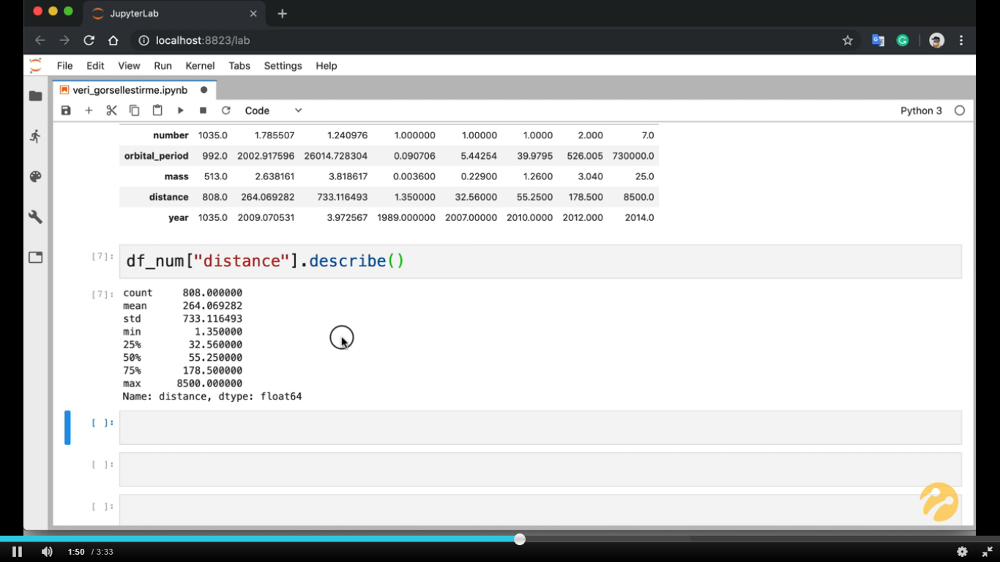 JupyterLab
localhost:8823/lab
File Edit View Run Kernel Tabs Settings Help
veri_gorsellestirme.ipynb
Code Python 3
number 1035.0 1.785507 1.240976 1.000000 1.00000 1.0000 2.000 7.0
orbital_period 992.0 2002.917596 26014.728304 0.090706 5.44254 39.9795 526.005 730000.0
mass 513.0 2.638161 3.818617 0.003600 0.22900 1.2600 3.040 25.0
distance 808.0 264.069282 733.116493 1.350000 32.56000 55.2500 178.500 8500.0
year 1035.0 2009.070531 3.972567 1989.000000 2007.00000 2010.0000 2012.000 2014.0
[7]: df_num["distance"].describe()
[7]: count 808.000000
mean 264.069282
std 733.116493
min 1.350000
25% 32.560000
50% 55.250000
75% 178.500000
max 8500.000000
Name: distance, dtype: float64
[ ]:
[ ]:
[ ]:
1:50 / 3:33